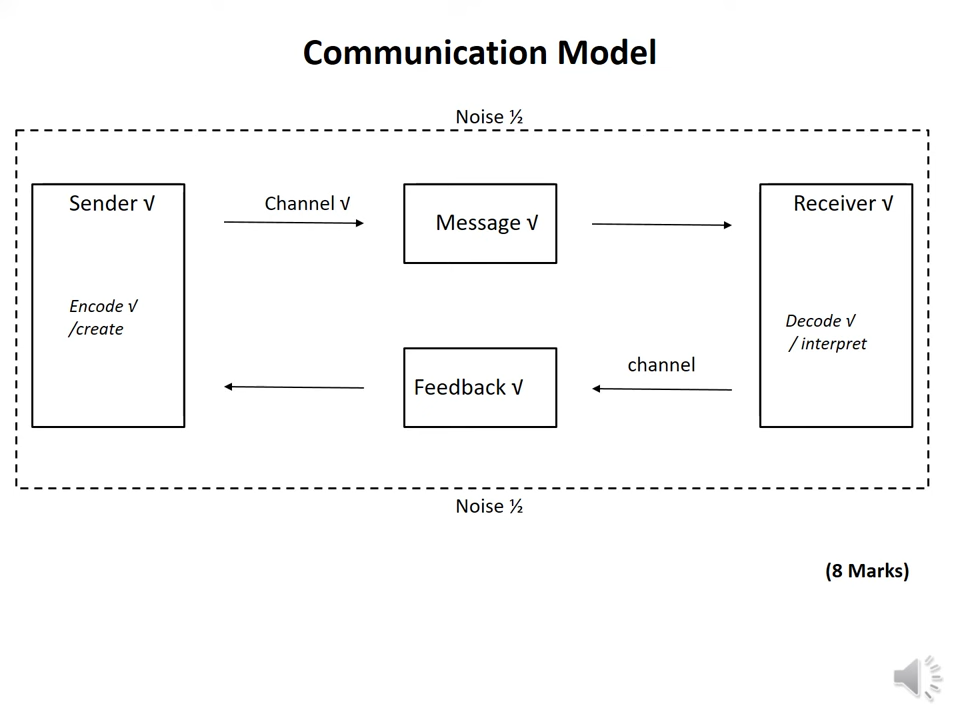 Communication Model
Noise ½
Sender √
Channel √
Message √
Receiver √
Encode √
/create
Decode √
/ interpret
Feedback √
channel
Noise ½
(8 Marks)